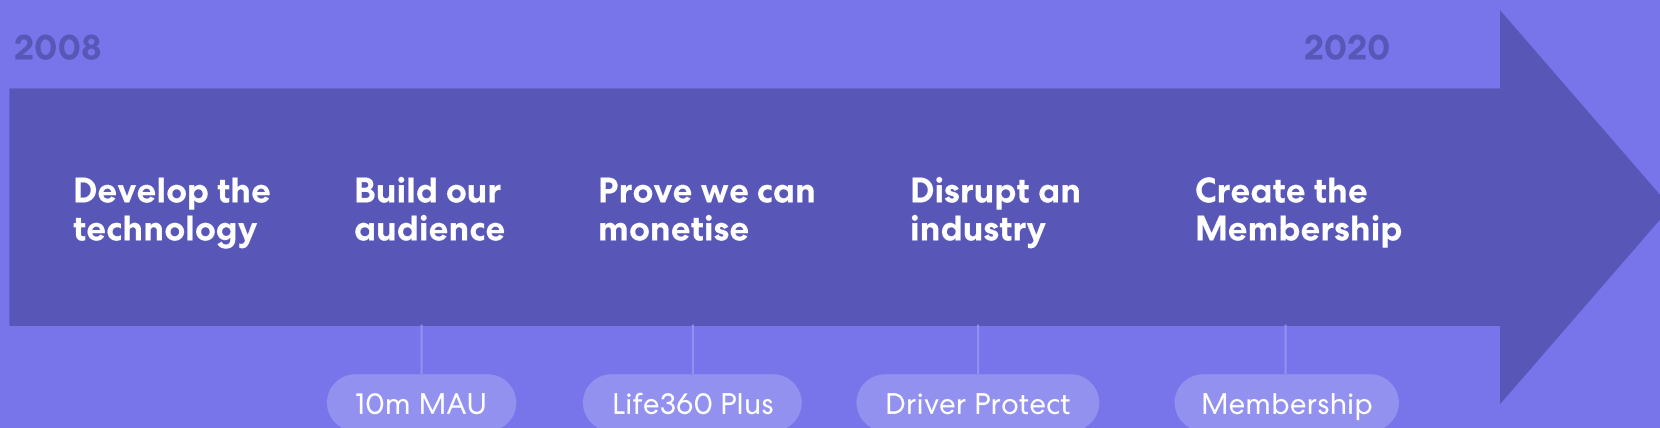 2008
2020
Develop the
technology
Build our
audience
Prove we can
monetise
Disrupt an
industry
Create the
Membership
10m MAU
Life360 Plus
Driver Protect
Membership